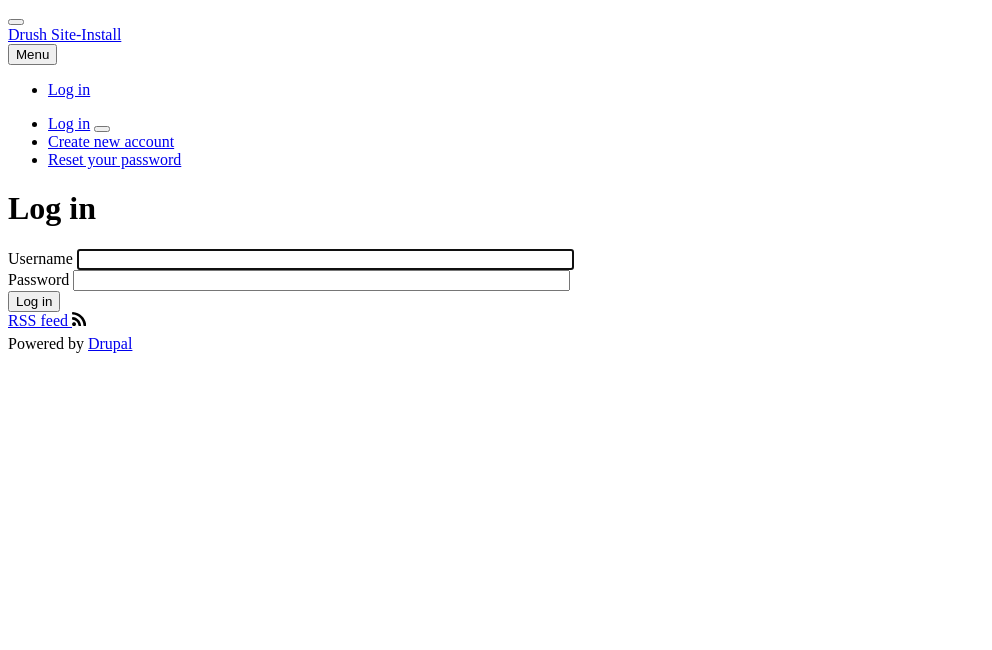 Drush Site-Install
Menu
Log in
Log in
Create new account
Reset your password
Log in
Username
Password
Log in
RSS feed
Powered by Drupal